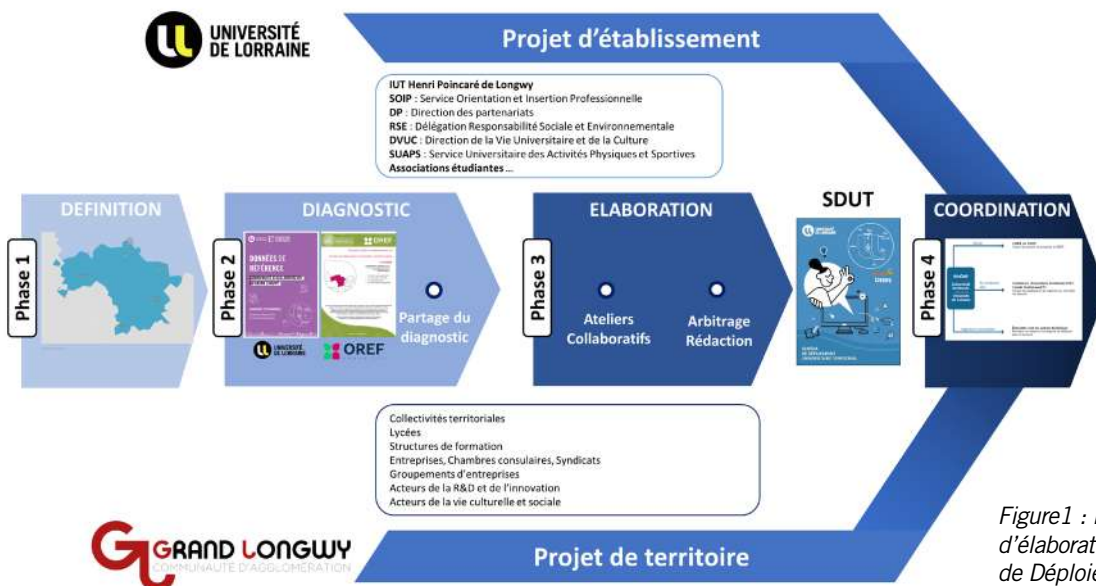 UNIVERSITÉ
DE LORRAINE
Projet d'établissement
IUT Henri Poincaré de Longwy
SOIP : Service Orientation et Insertion Professionnelle
DP : Direction des partenariats
RSE : Délégation Responsabilité Sociale et Environnementale
DVUC : Direction de la Vie Universitaire et de la Culture
SUAPS : Service Universitaire des Activités Physiques et Sportives
Associations étudiantes ...
Phase 1
DEFINITION
Phase 2
DIAGNOSTIC
DONNÉES DE
RÉFÉRENCE
UNIVERSITÉ
DE LORRAINE
OREF
Partage du
diagnostic
Phase 3
ELABORATION
Ateliers
Collaboratifs
Arbitrage
Rédaction
SDUT
Phase 4
COORDINATION
Collectivités territoriales
Lycées
Structures de formation
Entreprises, Chambres consulaires, Syndicats
Groupements d'entreprises
Acteurs de la R&D et de l'innovation
Acteurs de la vie culturelle et sociale
GRAND LONGWY
COMMUNAUTÉ D'AGGLOMÉRATION
Projet de territoire
Figure1 :
d'élaborat
de Déploie